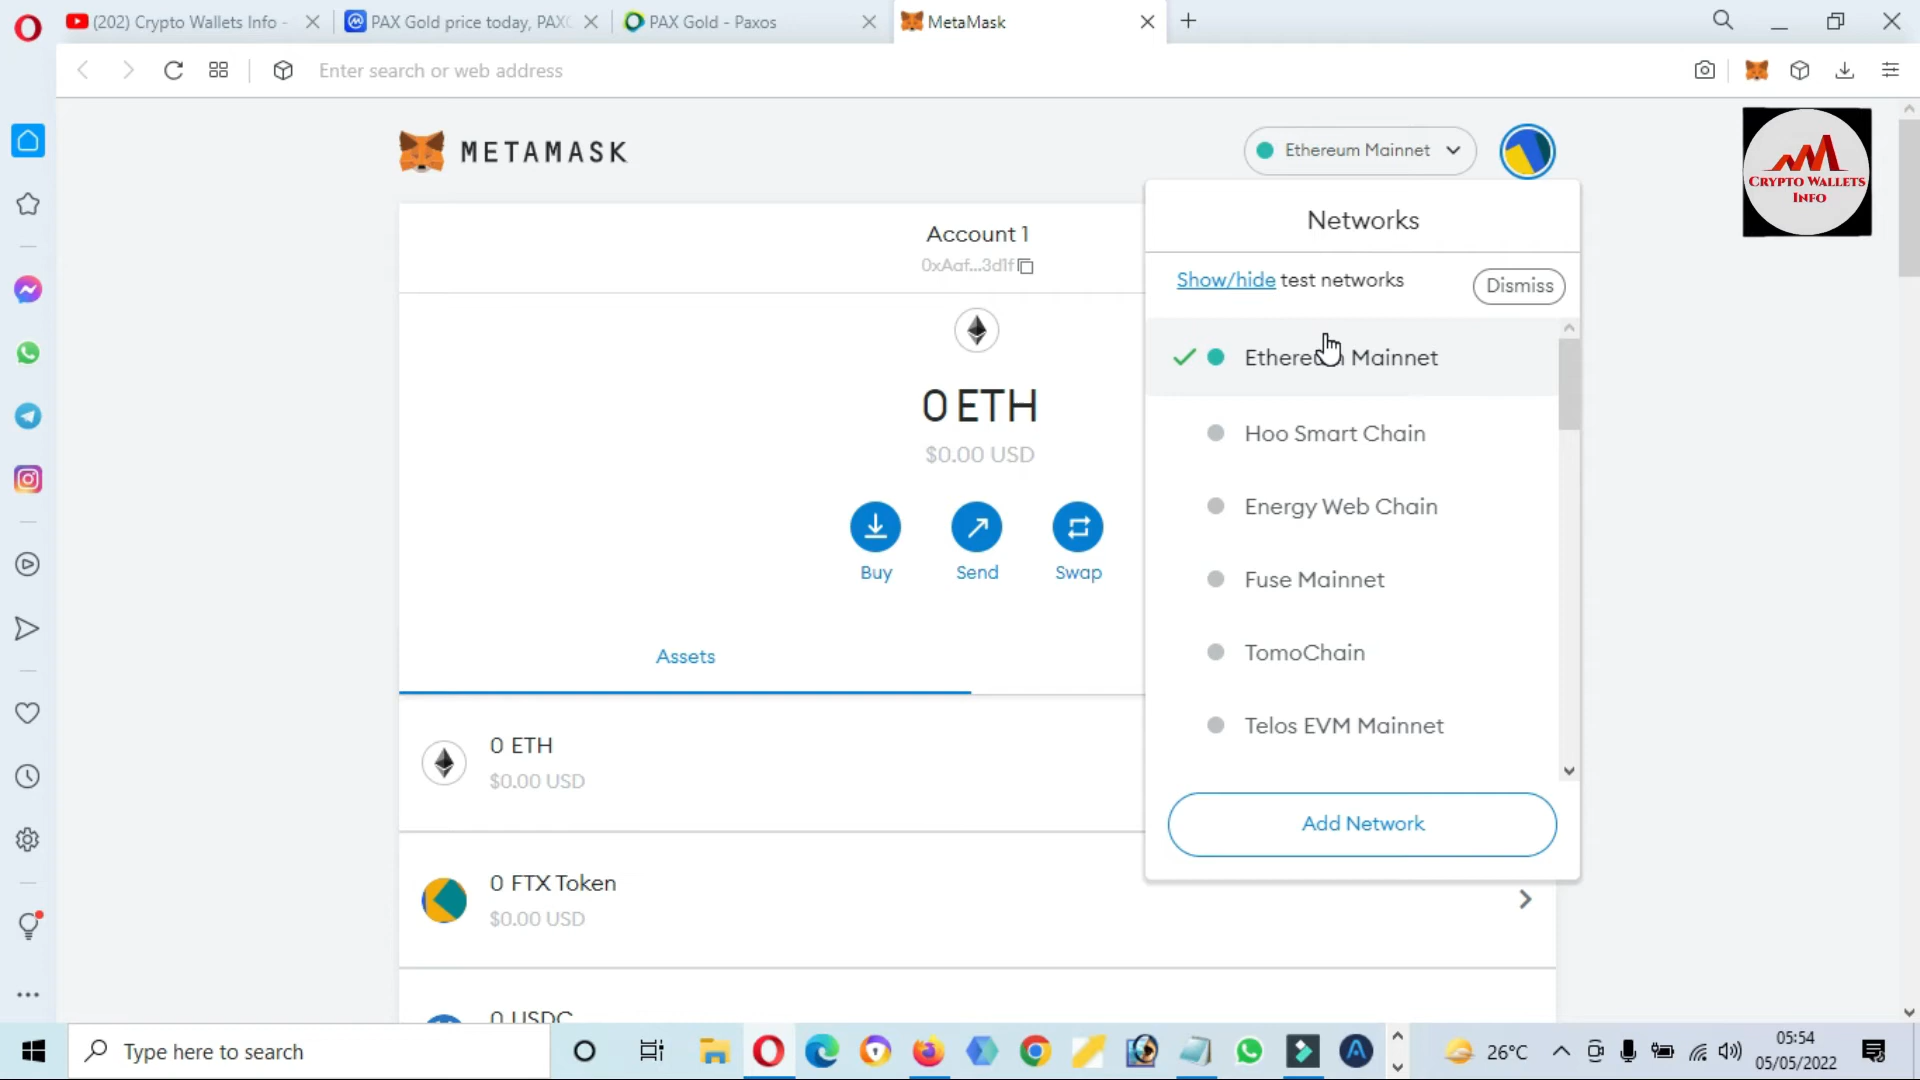 (202) Crypto Wallets Info -
PAX Gold price today, PAX
PAX Gold - Paxos
MetaMask
Enter search or web address
METAMASK
Ethereum Mainnet
CRYPTO WALLETS
INFO
Account 1
0xAaf...3d1f
Networks
Show/hide test networks
Dismiss
Ethereum Mainnet
0 ETH
$0.00 USD
Hoo Smart Chain
Energy Web Chain
Buy
Send
Swap
Fuse Mainnet
Assets
TomoChain
Telos EVM Mainnet
0 ETH
$0.00 USD
Add Network
0 FTX Token
$0.00 USD
0 USDC
Type here to search
26°C
05:54
05/05/2022